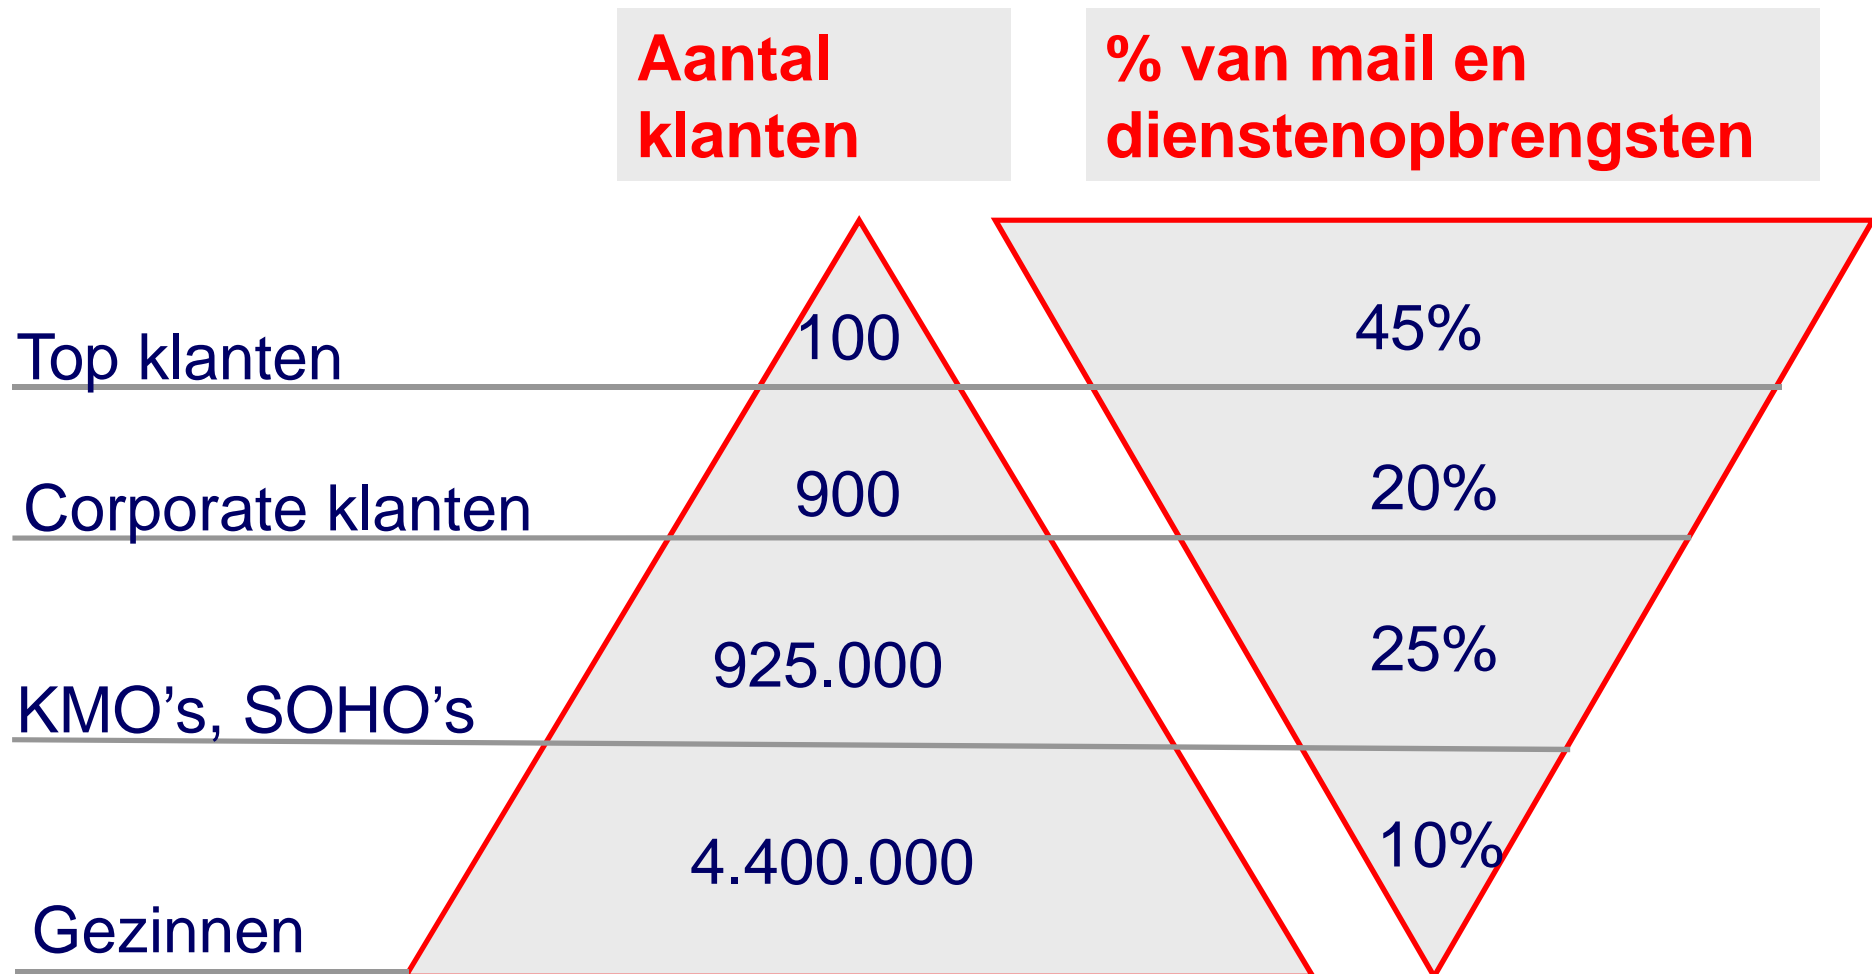 Aantal
klanten
% van mail en
dienstenopbrengsten
Top klanten
100
45%
Corporate klanten
900
20%
KMO’s, SOHO’s
925.000
25%
Gezinnen
4.400.000
10%